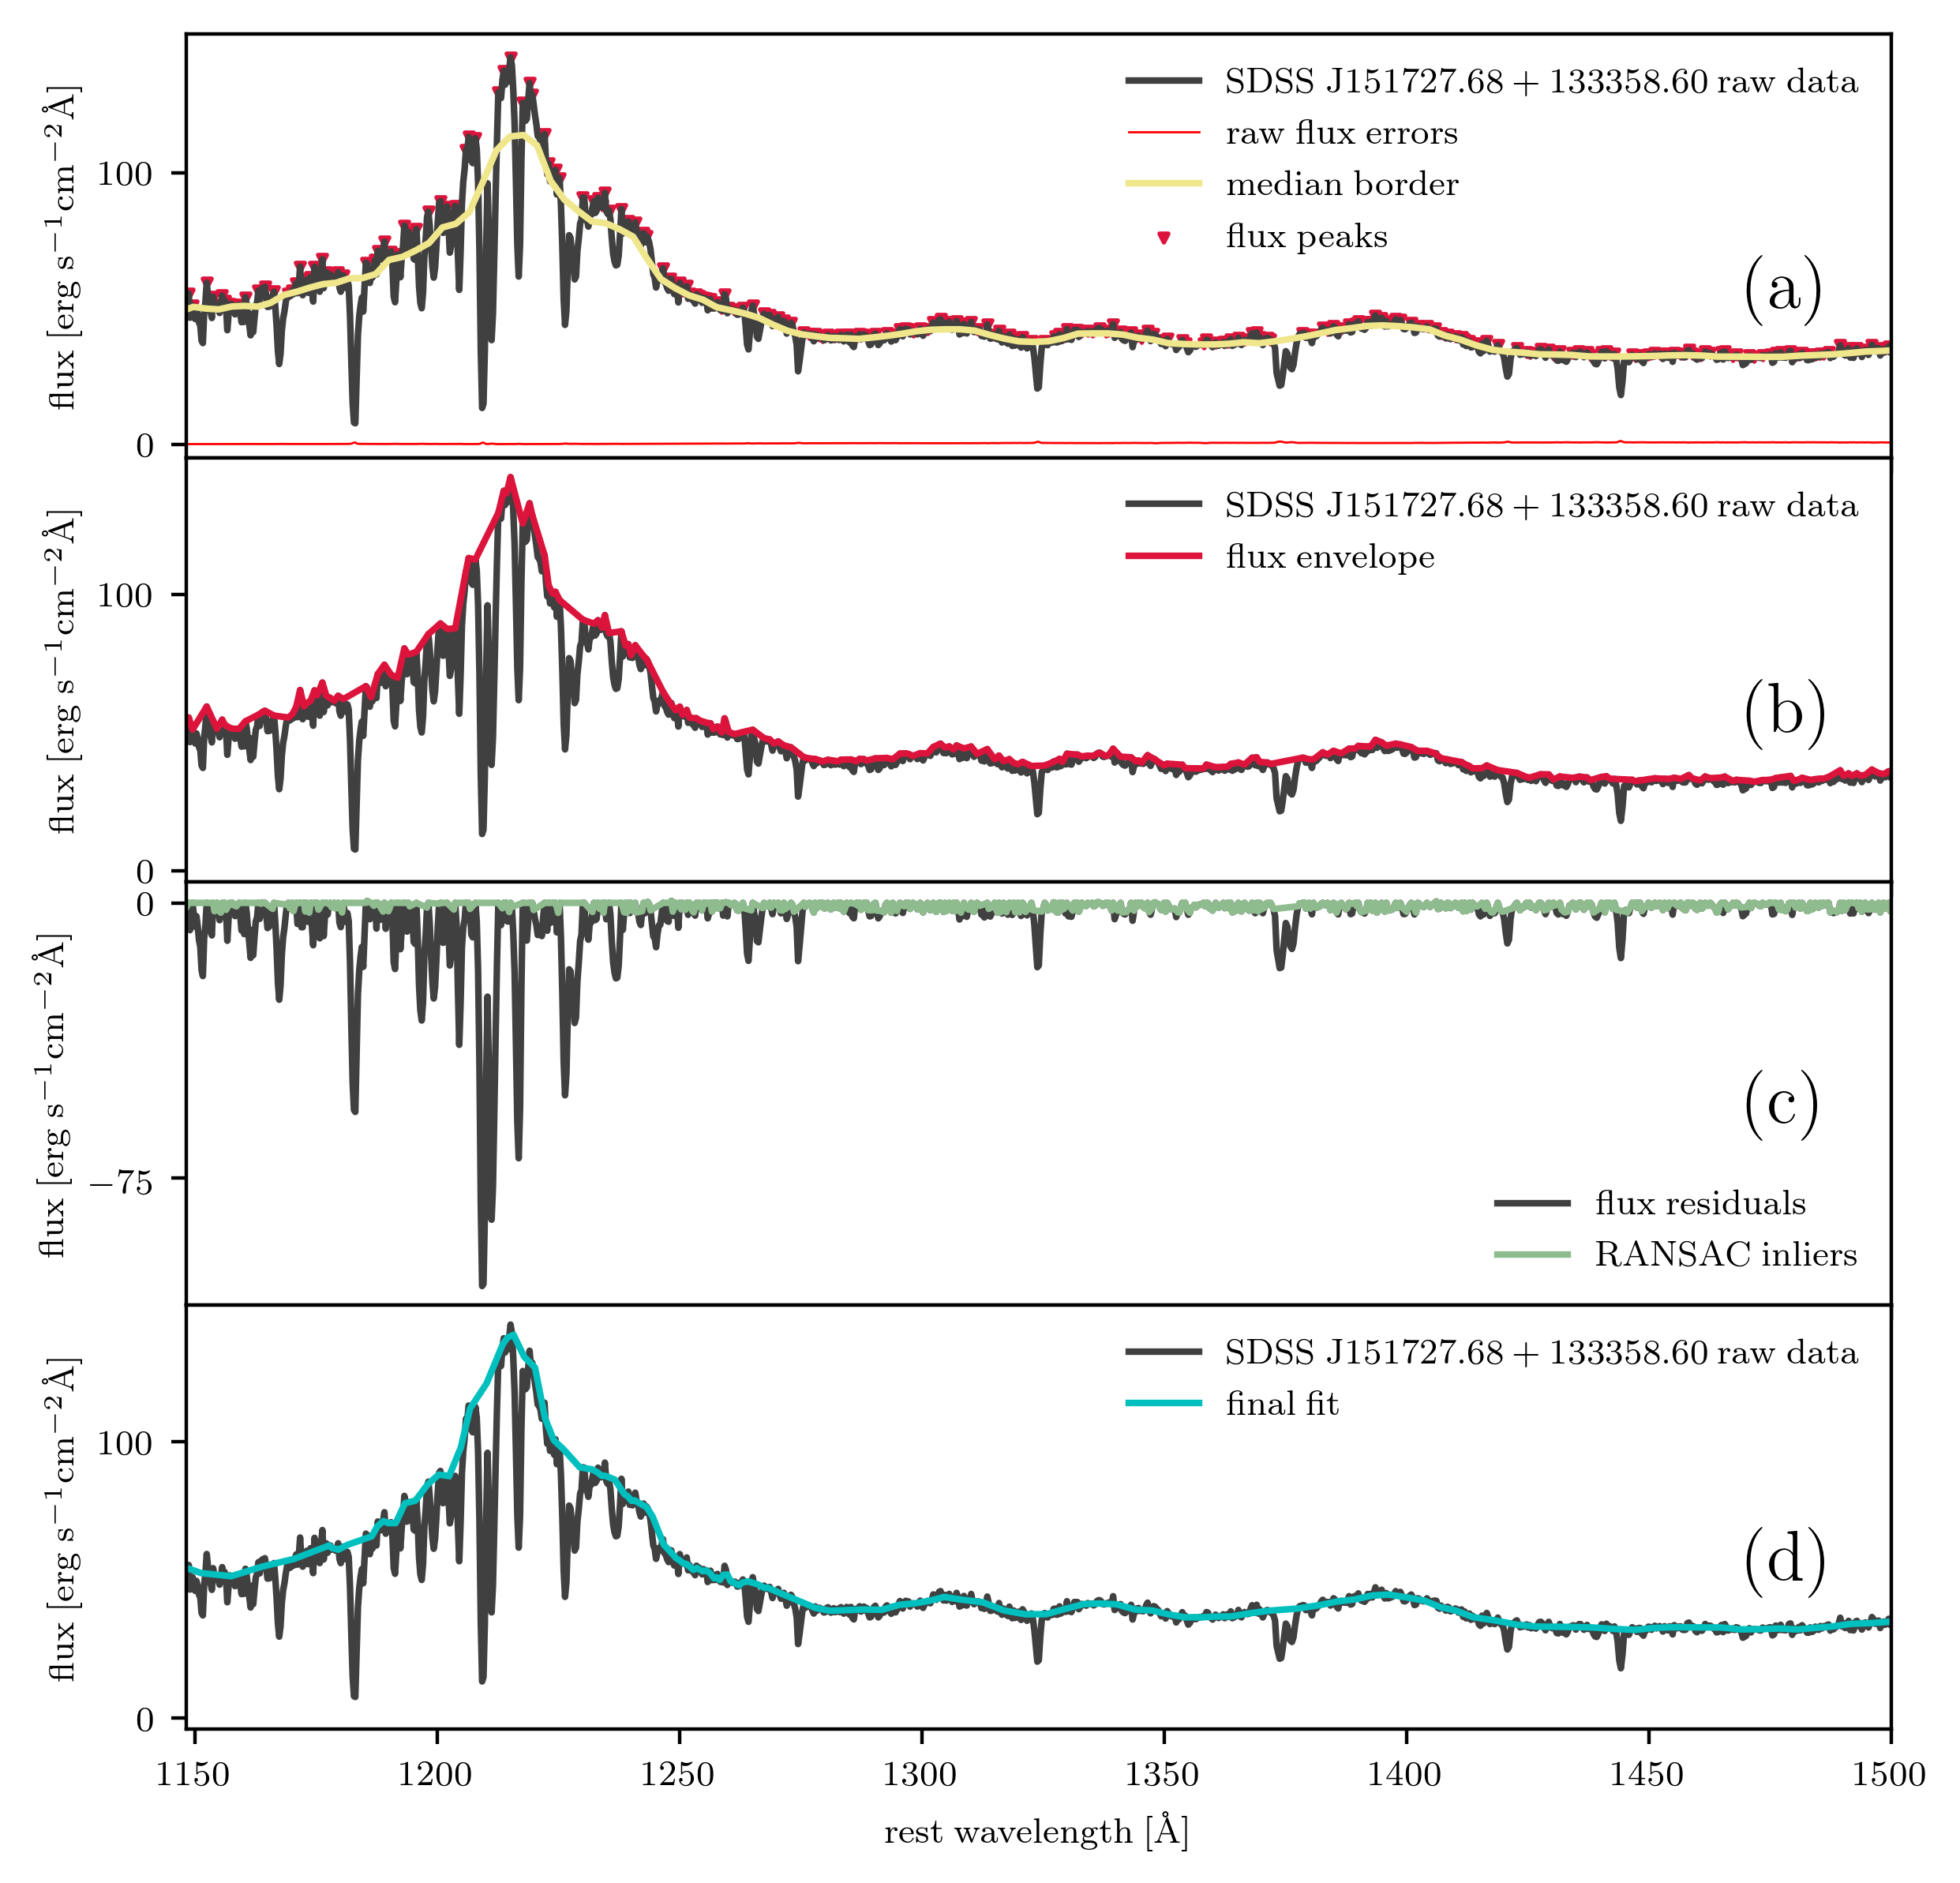 flux [erg s⁻¹cm⁻²Å]
100
0
SDSS J151727.68 + 133358.60 raw data
raw flux errors
median border
flux peaks
(a)
flux [erg s⁻¹cm⁻²Å]
100
0
SDSS J151727.68 + 133358.60 raw data
flux envelope
(b)
flux [erg s⁻¹cm⁻²Å]
0
−75
(c)
flux residuals
RANSAC inliers
flux [erg s⁻¹cm⁻²Å]
100
0
SDSS J151727.68 + 133358.60 raw data
final fit
(d)
1150 1200 1250 1300 1350 1400 1450 1500
rest wavelength [Å]